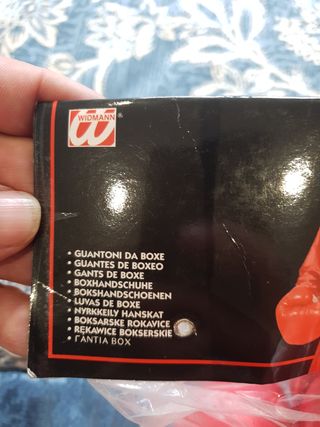 WIDMANN
®
• GUANTONI DA BOXE
• GUANTES DE BOXEO
• GANTS DE BOXE
• BOXHANDSCHUHE
• BOKSHANDSCHOENEN
• LUVAS DE BOXE
• NYRKKEILY HANSKAT
• BOKSARSKE ROKAVICE
• RĘKAWICE BOKSERSKIE
• ΓΑΝΤΙΑ ΒΟΧ